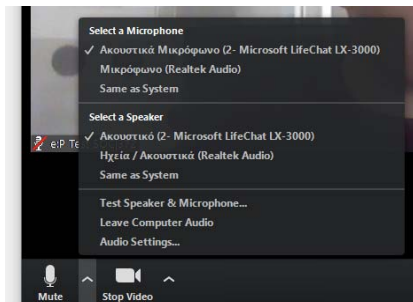 Select a Microphone
✓ Ακουστικά Μικρόφωνο (2- Microsoft LifeChat LX-3000)
Μικρόφωνο (Realtek Audio)
Same as System
Select a Speaker
✓ Ακουστικό (2- Microsoft LifeChat LX-3000)
Ηχεία / Ακουστικά (Realtek Audio)
Same as System
e:P Te
Test Speaker & Microphone...
Leave Computer Audio
Audio Settings...
Mute
Stop Video